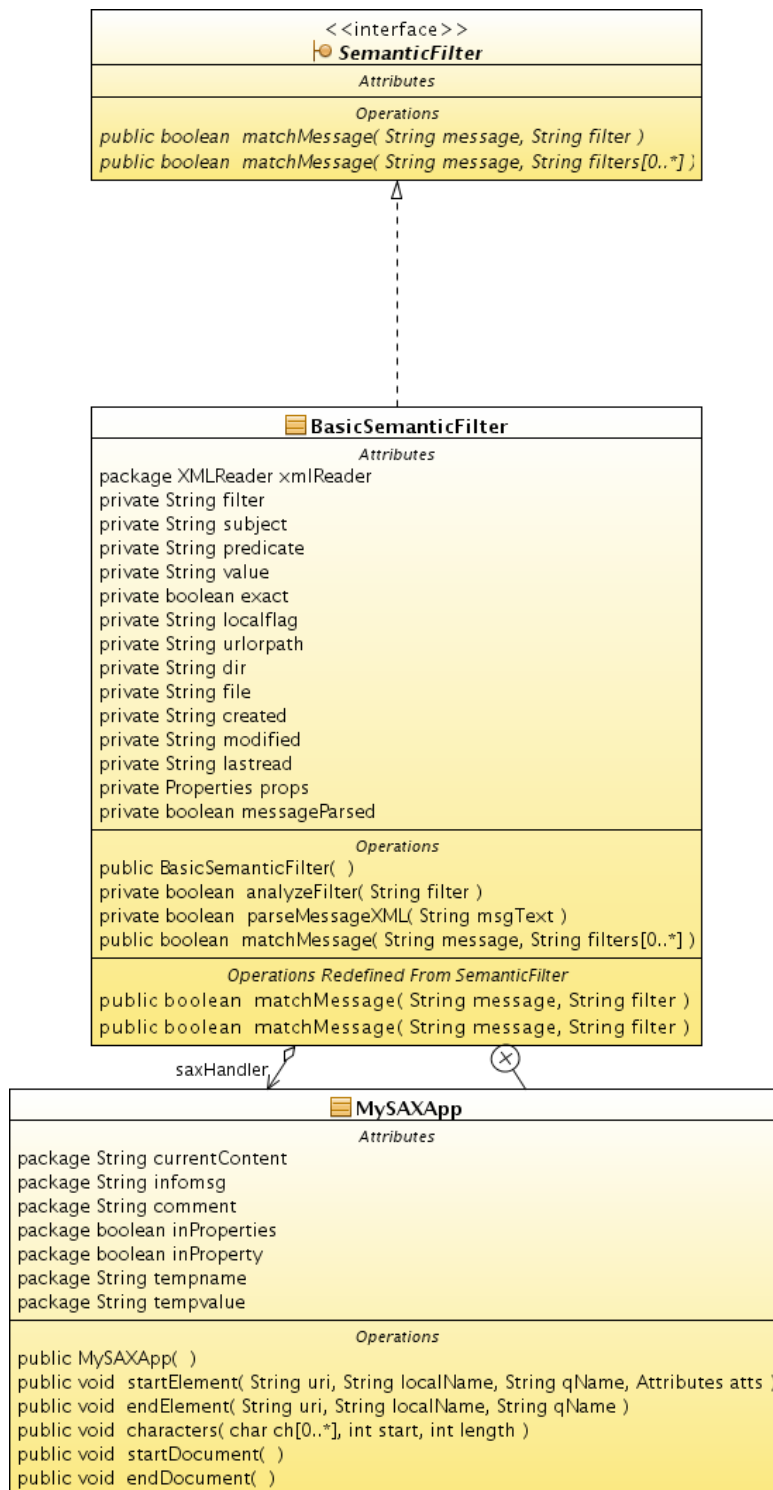 <<interface>>
SemanticFilter
Attributes
Operations
public boolean matchMessage( String message, String filter )
public boolean matchMessage( String message, String filters[0..*] )
BasicSemanticFilter
Attributes
package XMLReader xmlReader
private String filter
private String subject
private String predicate
private String value
private boolean exact
private String localflag
private String urlorpath
private String dir
private String file
private String created
private String modified
private String lastread
private Properties props
private boolean messageParsed
Operations
public BasicSemanticFilter( )
private boolean analyzeFilter( String filter )
private boolean parseMessageXML( String msgText )
public boolean matchMessage( String message, String filters[0..*] )
Operations Redefined From SemanticFilter
public boolean matchMessage( String message, String filter )
public boolean matchMessage( String message, String filter )
saxHandler
MySAXApp
Attributes
package String currentContent
package String infomsg
package String comment
package boolean inProperties
package boolean inProperty
package String tempname
package String tempvalue
Operations
public MySAXApp( )
public void startElement( String uri, String localName, String qName, Attributes atts )
public void endElement( String uri, String localName, String qName )
public void characters( char ch[0..*], int start, int length )
public void startDocument( )
public void endDocument( )